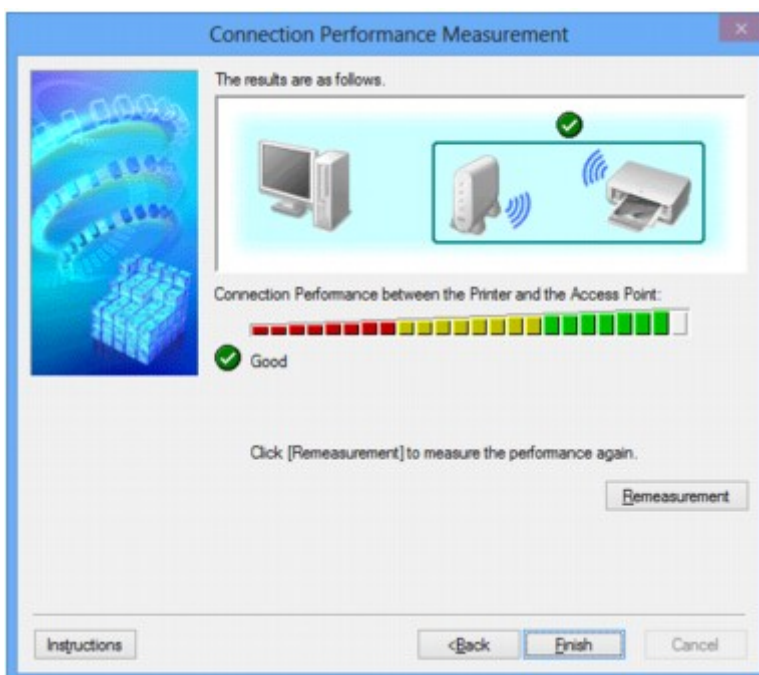 Connection Performance Measurement
The results are as follows.
Connection Performance between the Printer and the Access Point:
Good
Click [Remeasurement] to measure the performance again.
Remeasurement
Instructions
<Back
Finish
Cancel